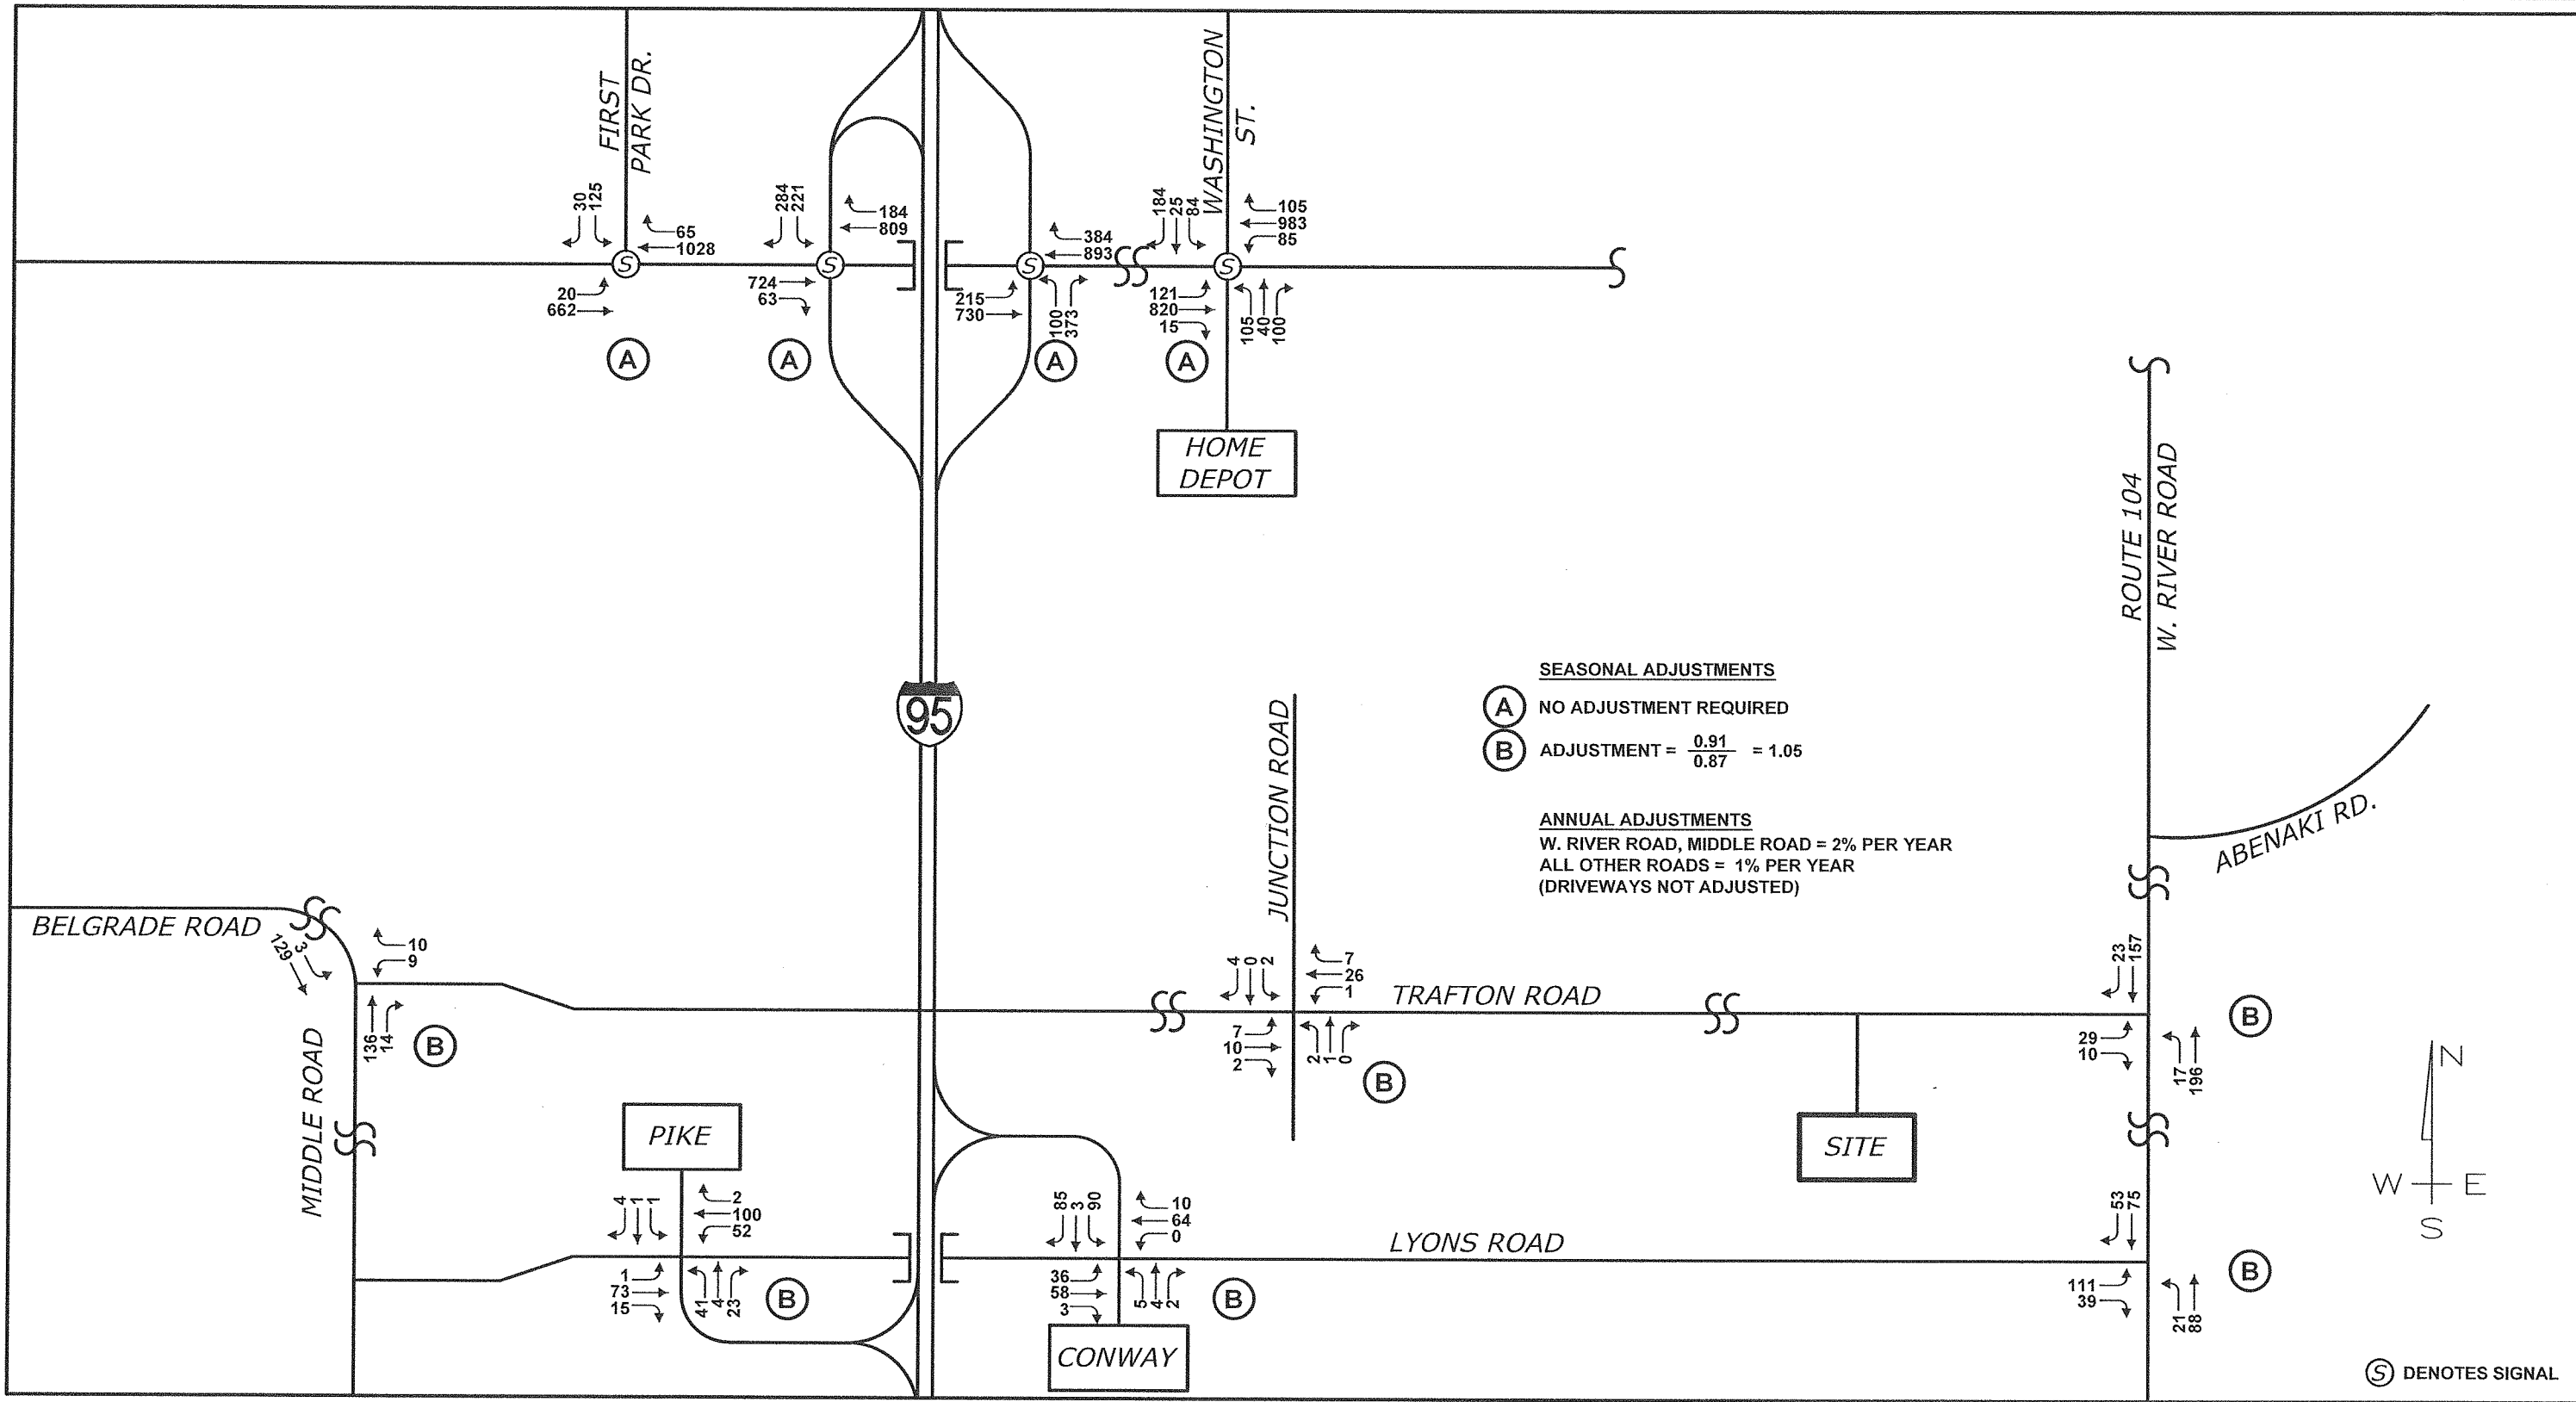 FIRST
PARK DR.
WASHINGTON
ST.
30
125
65
1028
20
662
284
221
184
809
724
63
384
893
215
730
100
373
184
25
84
105
983
85
121
820
15
105
40
100
S
S
S
S
A
A
A
A
HOME
DEPOT
ROUTE 104
W. RIVER ROAD
95
SEASONAL ADJUSTMENTS
A NO ADJUSTMENT REQUIRED
B ADJUSTMENT = 0.91 / 0.87 = 1.05
ANNUAL ADJUSTMENTS
W. RIVER ROAD, MIDDLE ROAD = 2% PER YEAR
ALL OTHER ROADS = 1% PER YEAR
(DRIVEWAYS NOT ADJUSTED)
JUNCTION ROAD
ABENAKI RD.
BELGRADE ROAD
129
3
10
9
136
14
B
MIDDLE ROAD
4
0
2
7
26
1
7
10
2
2
1
0
B
TRAFTON ROAD
23
157
29
10
17
196
B
N
W E
S
PIKE
SITE
4
1
1
2
100
52
1
73
15
41
4
23
B
85
3
90
10
64
0
36
58
3
5
4
2
B
LYONS ROAD
53
75
111
39
21
88
B
CONWAY
S DENOTES SIGNAL